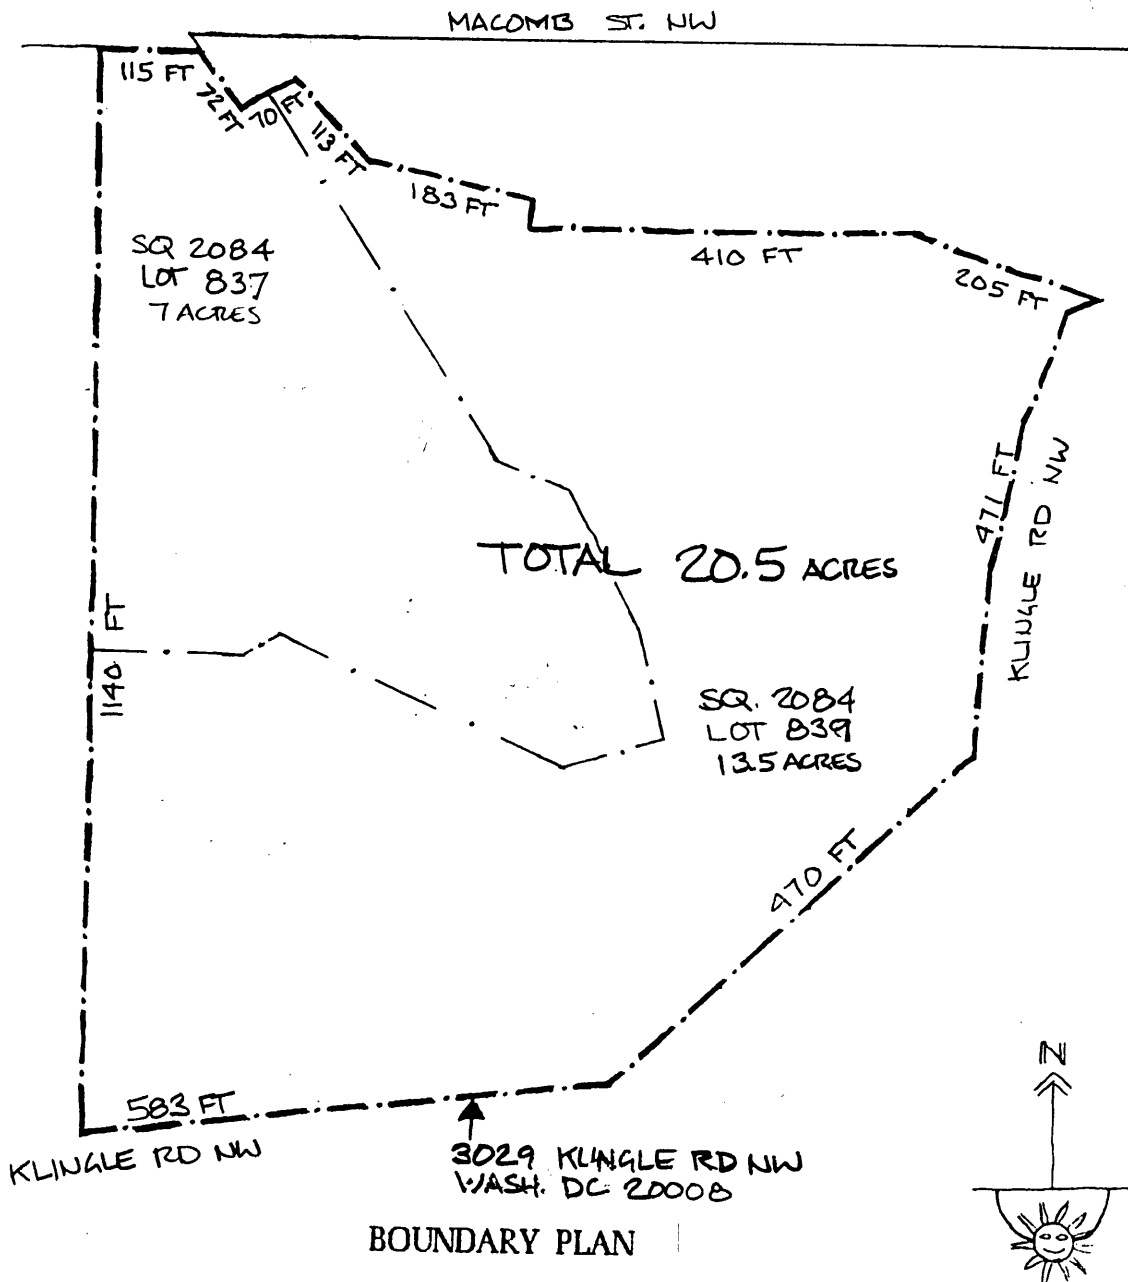 MACOMB ST. NW
115 FT
72 FT
70 FT
113 FT
183 FT
410 FT
205 FT
SQ 2084
LOT 837
7 ACRES
471 FT
KLINGLE RD NW
TOTAL 20.5 ACRES
1140 FT
SQ. 2084
LOT 839
13.5 ACRES
470 FT
583 FT
KLINGLE RD NW
3029 KLINGLE RD NW
WASH. DC 20008
BOUNDARY PLAN
N